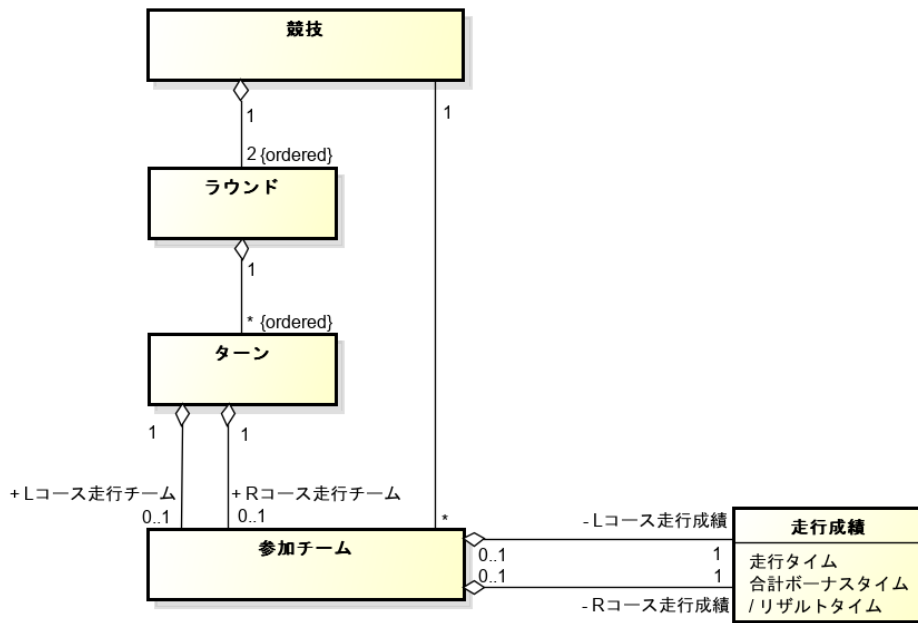 競技
1
1
2 {ordered}
ラウンド
1
* {ordered}
ターン
1
1
+ Lコース走行チーム
+ Rコース走行チーム
0..1
0..1
*
参加チーム
- Lコース走行成績
0..1
1
0..1
1
- Rコース走行成績
走行成績
走行タイム
合計ボーナスタイム
/ リザルトタイム